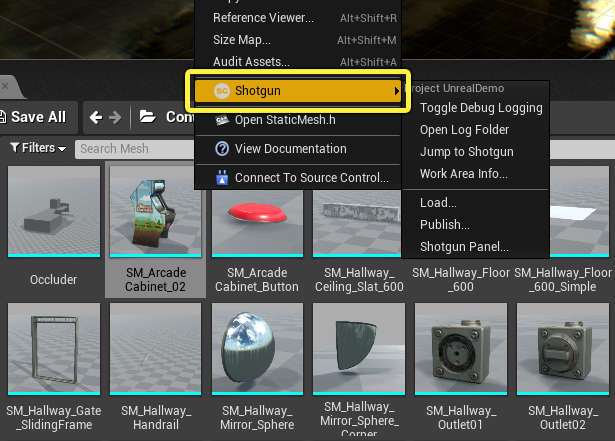 Reference Viewer... Alt+Shift+R
Size Map... Alt+Shift+M
Audit Assets... Alt+Shift+A
SG Shotgun
Project UnrealDemo
Toggle Debug Logging
Open StaticMesh.h
Open Log Folder
View Documentation
Jump to Shotgun
Connect To Source Control...
Work Area Info...
Load...
Publish...
Shotgun Panel...
Save All
Filters
Search Mesh
Occluder
SM_Arcade
Cabinet_02
SM_Arcade
Cabinet_Button
SM_Hallway_
Ceiling_Slat_600
SM_Hallway_Floor
_600
SM_Hallway_Floor
_600_Simple
SM_Hallway_Gate
_SlidingFrame
SM_Hallway_
Handrail
SM_Hallway_
Mirror_Sphere
SM_Hallway_
Mirror_Sphere_
Corner
SM_Hallway_
Outlet01
SM_Hallway_
Outlet02